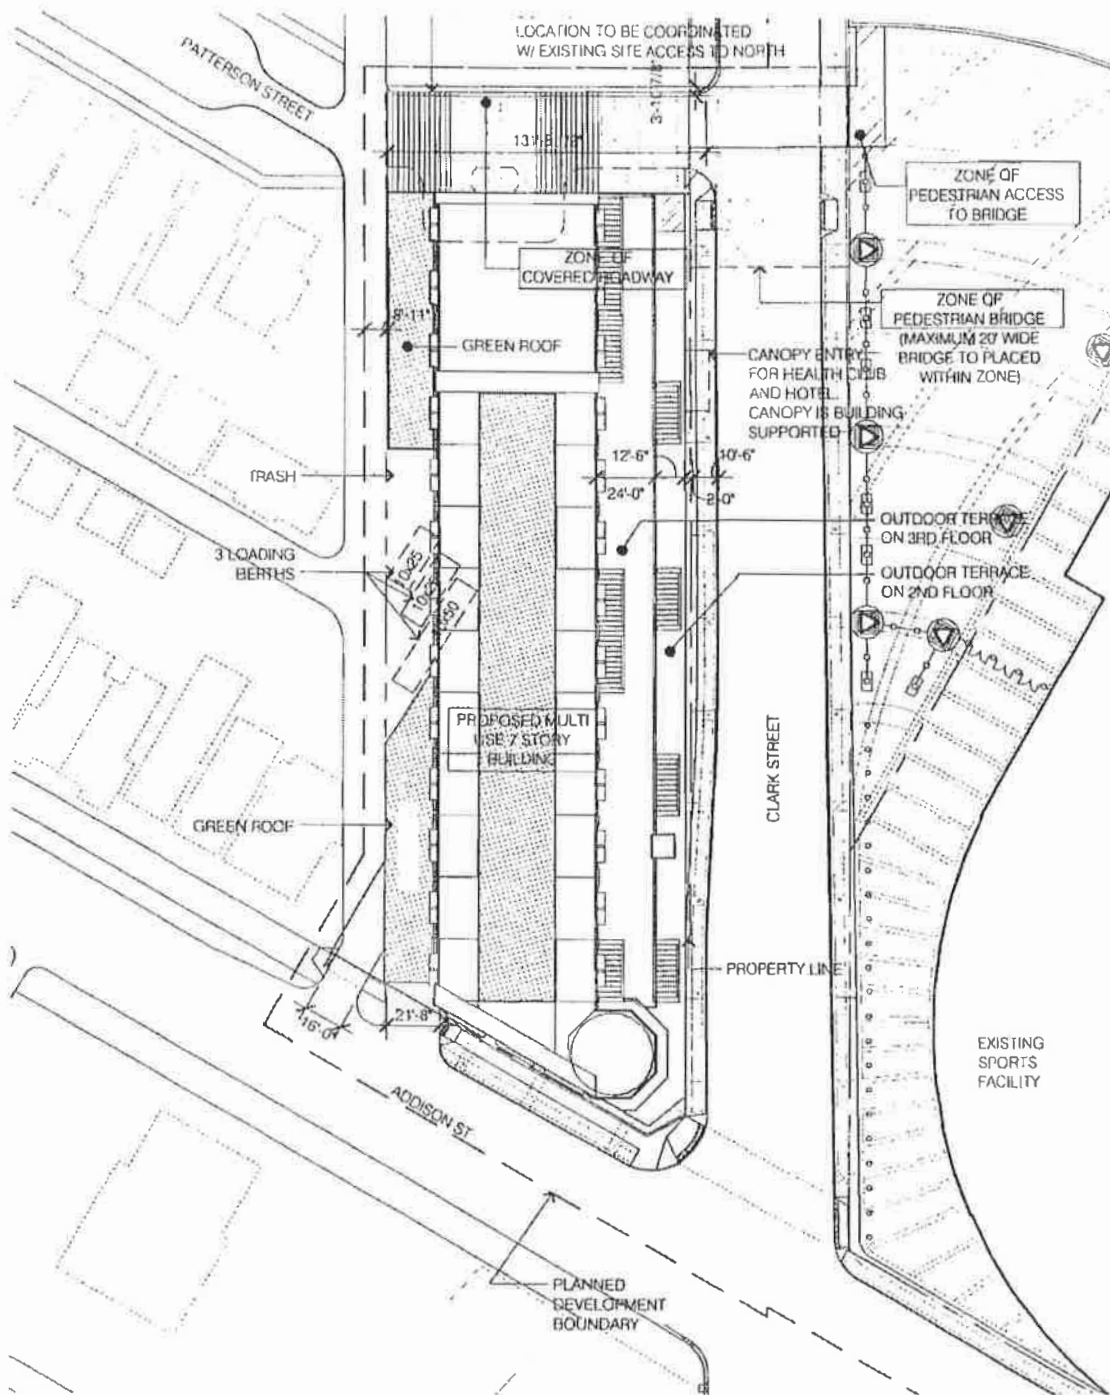 LOCATION TO BE COORDINATED
W/ EXISTING SITE ACCESS TO NORTH
PATTERSON STREET
ZONE OF
PEDESTRIAN ACCESS
TO BRIDGE
ZONE OF
COVERED ROADWAY
ZONE OF
PEDESTRIAN BRIDGE
(MAXIMUM 20' WIDE
BRIDGE TO PLACED
WITHIN ZONE)
8'-11"
GREEN ROOF
CANOPY ENTRY
FOR HEALTH CLUB
AND HOTEL.
CANOPY IS BUILDING
SUPPORTED
TRASH
12'-6"
10'-6"
24'-0"
2'-0"
OUTDOOR TERRACE
ON 3RD FLOOR
3 LOADING
BERTHS
10x25
OUTDOOR TERRACE
ON 2ND FLOOR
PROPOSED MULTI
USE 7 STORY
BUILDING
CLARK STREET
GREEN ROOF
PROPERTY LINE
16'-0"
21'-8"
EXISTING
SPORTS
FACILITY
ADDISON ST
PLANNED
DEVELOPMENT
BOUNDARY